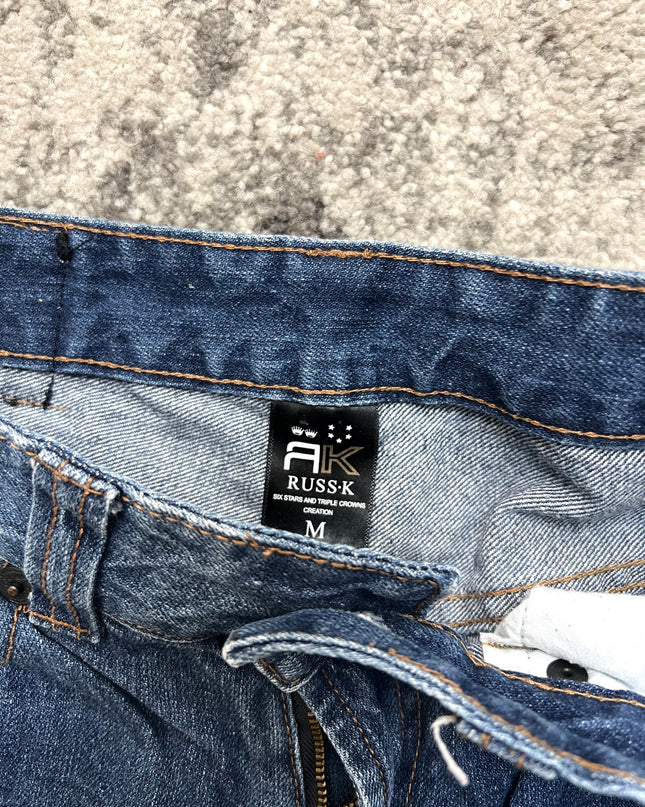 RK
RUSS·K
SIX STARS AND TRIPLE CROWNS
CREATION
M